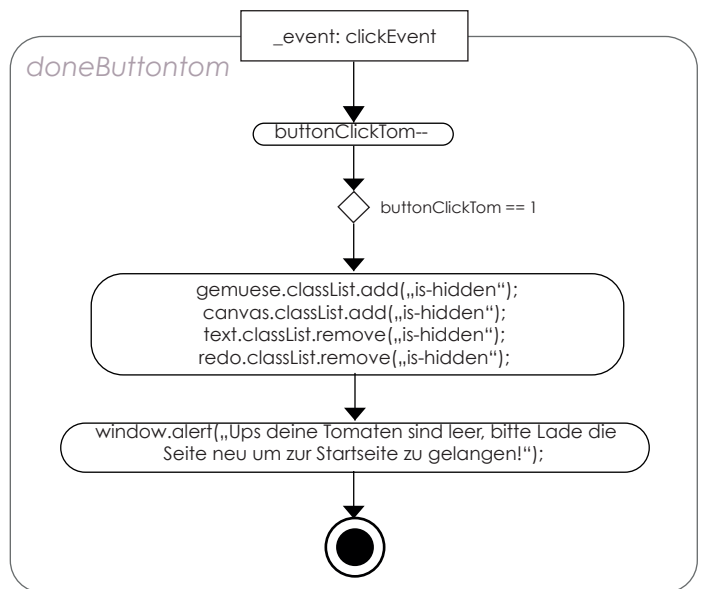 _event: clickEvent
doneButtontom
buttonClickTom--
buttonClickTom == 1
gemuese.classList.add(„is-hidden“);
canvas.classList.add(„is-hidden“);
text.classList.remove(„is-hidden“);
redo.classList.remove(„is-hidden“);
window.alert(„Ups deine Tomaten sind leer, bitte Lade die
Seite neu um zur Startseite zu gelangen!“);